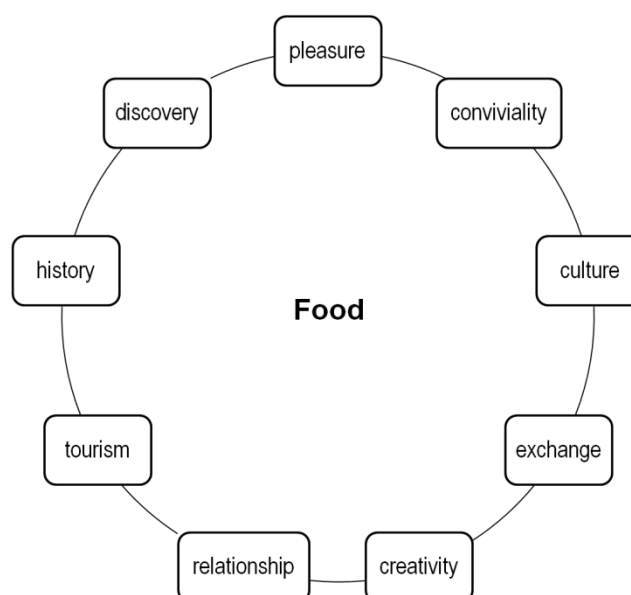 pleasure
conviviality
culture
exchange
creativity
relationship
tourism
history
discovery
Food